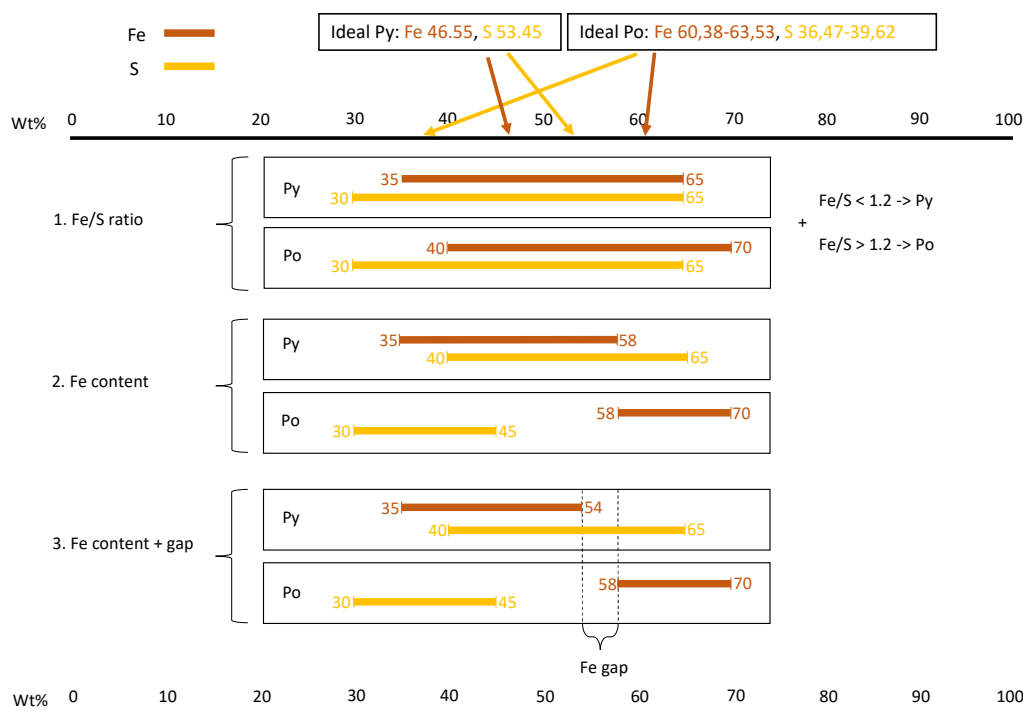 Fe
S
Ideal Py: Fe 46.55, S 53.45
Ideal Po: Fe 60,38-63,53, S 36,47-39,62
Wt% 0 10 20 30 40 50 60 70 80 90 100
1. Fe/S ratio
Py
35 65
30 65
Po
40 70
30 65
+
Fe/S < 1.2 -> Py
Fe/S > 1.2 -> Po
2. Fe content
Py
35 58
40 65
Po
58 70
30 45
3. Fe content + gap
Py
35 54
40 65
Po
58 70
30 45
Fe gap
Wt% 0 10 20 30 40 50 60 70 80 90 100